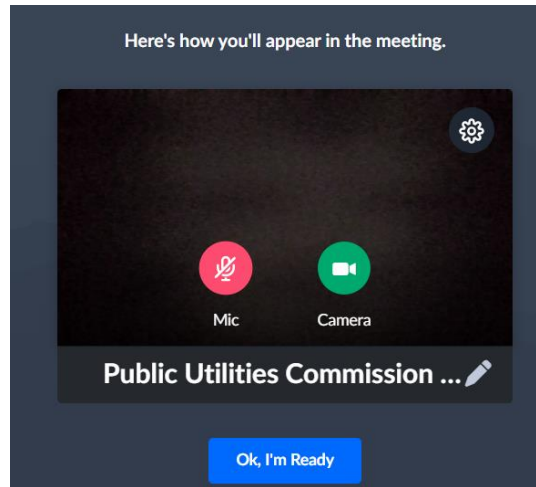 Here's how you'll appear in the meeting.
Mic
Camera
Public Utilities Commission ...
Ok, I'm Ready